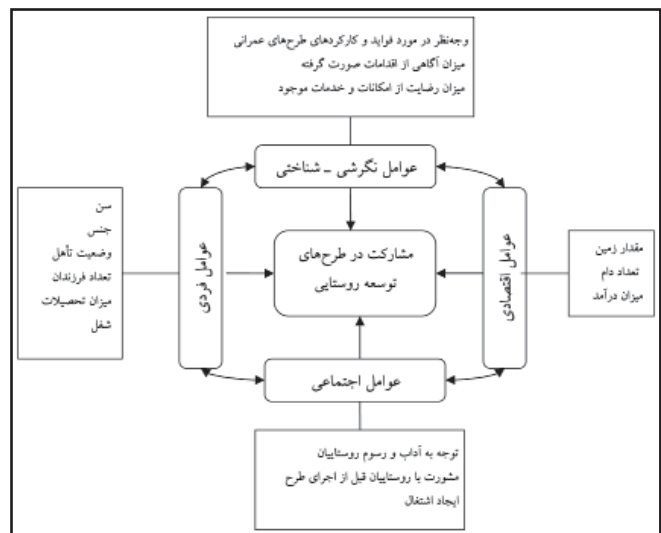 وجه‌نظر در مورد فواید و کارکردهای طرح‌های عمرانی
میزان آگاهی از اقدامات صورت گرفته
میزان رضایت از امکانات و خدمات موجود
عوامل نگرشی ـ شناختی
سن
جنس
وضعیت تأهل
تعداد فرزندان
میزان تحصیلات
شغل
عوامل فردی
مشارکت در طرح‌های
توسعه روستایی
عوامل اقتصادی
مقدار زمین
تعداد دام
میزان درآمد
عوامل اجتماعی
توجه به آداب و رسوم روستاییان
مشورت با روستاییان قبل از اجرای طرح
ایجاد اشتغال